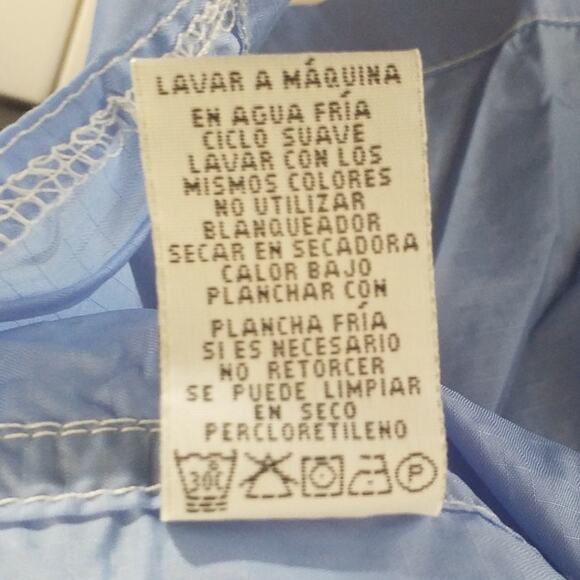 LAVAR A MÁQUINA
EN AGUA FRÍA
CICLO SUAVE
LAVAR CON LOS
MISMOS COLORES
NO UTILIZAR
BLANQUEADOR
SECAR EN SECADORA
CALOR BAJO
PLANCHAR CON
PLANCHA FRÍA
SI ES NECESARIO
NO RETORCER
SE PUEDE LIMPIAR
EN SECO
PERCLORETILENO
30C P